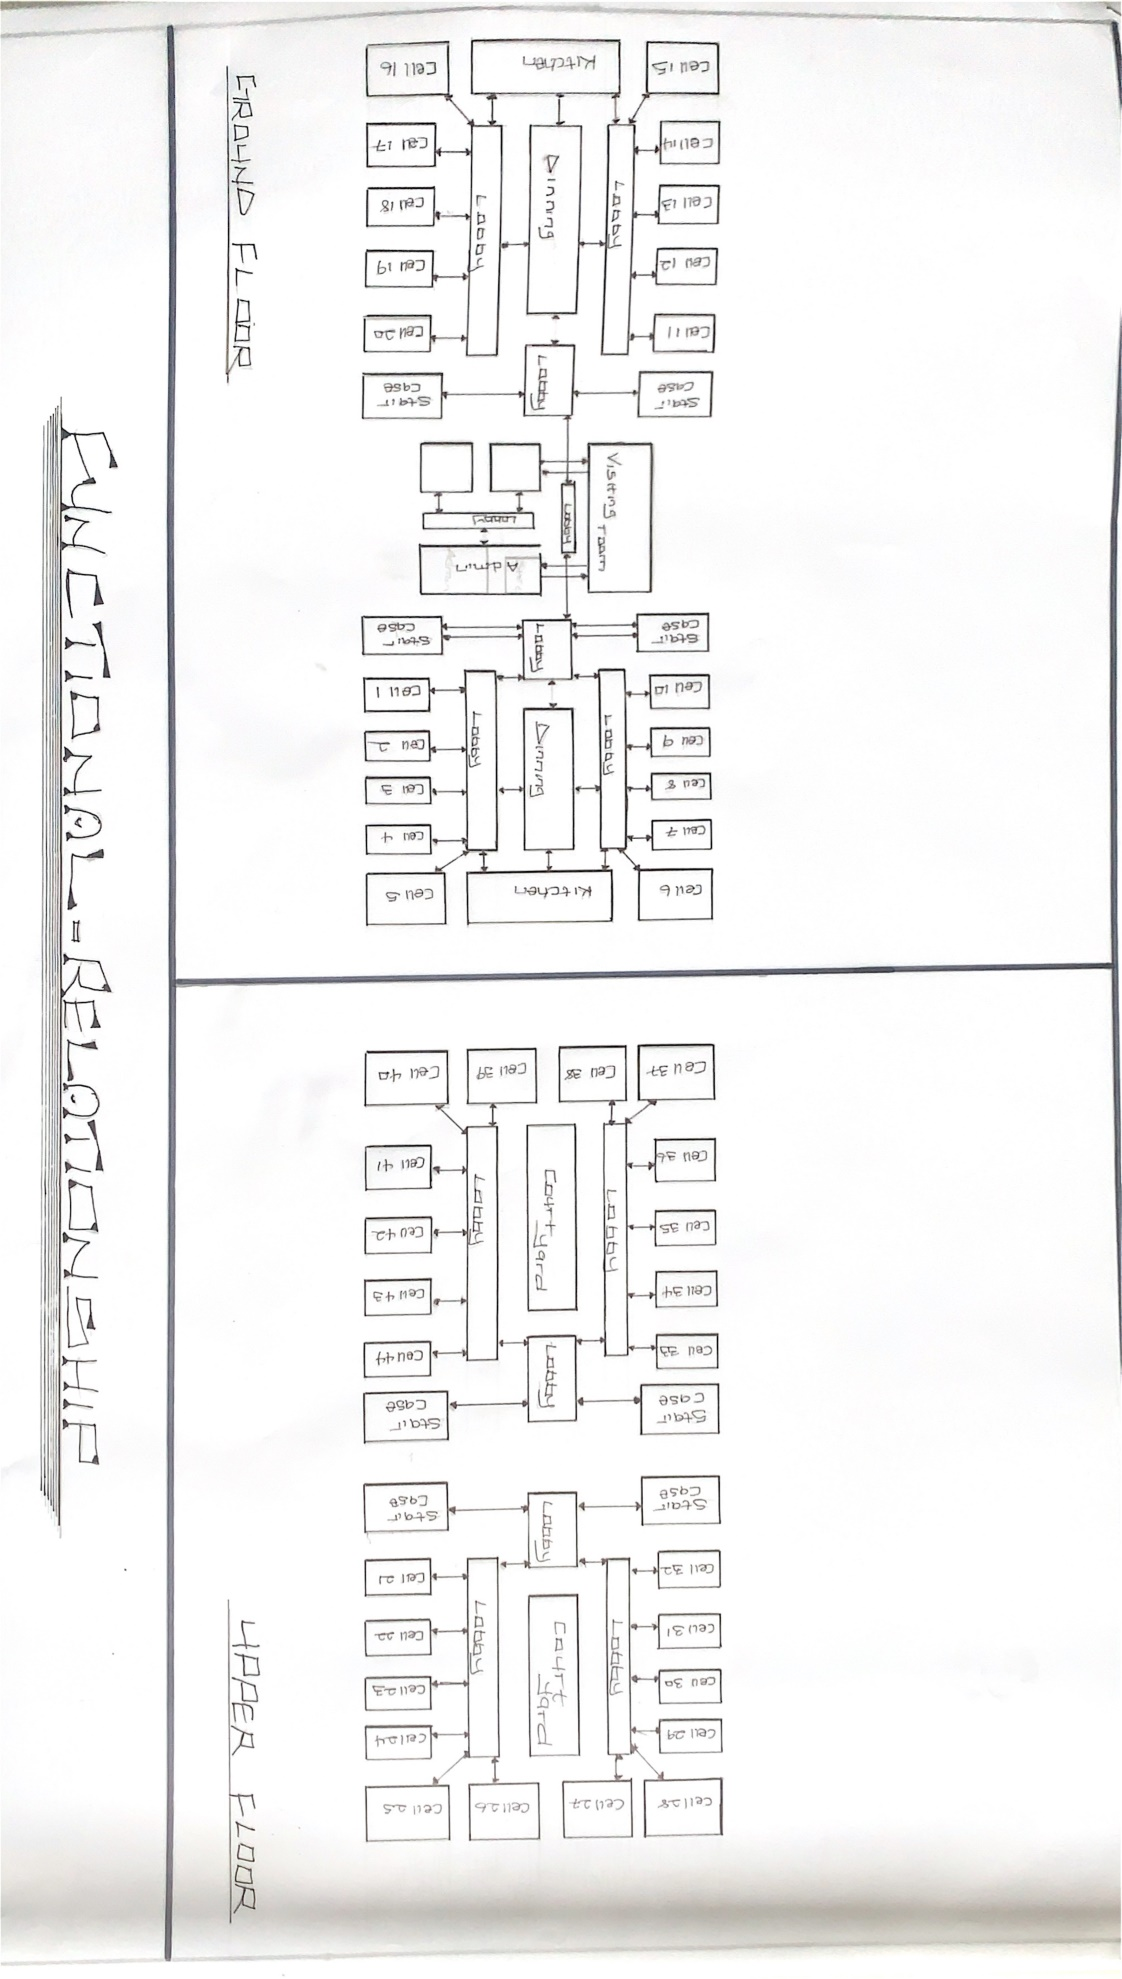 FUNCTIONAL-RELATIONSHIP
GROUND FLOOR
Cell 16
Kitchen
Cell 15
Cell 17
Cell 14
Lobby
Dinning
Lobby
Cell 18
Cell 13
Cell 19
Cell 12
Cell 20
Cell 11
Stair
Case
Lobby
Stair
Case
Visiting room
Lobby
Lobby
Admin
Stair
Case
Lobby
Stair
Case
Cell 1
Cell 10
Lobby
Dinning
Lobby
Cell 2
Cell 9
Cell 3
Cell 8
Cell 4
Cell 7
Cell 5
Kitchen
Cell 6
UPPER FLOOR
Cell 40
Cell 39
Cell 38
Cell 37
Cell 41
Cell 36
Lobby
Court yard
Lobby
Cell 42
Cell 35
Cell 43
Cell 34
Cell 44
Lobby
Cell 33
Stair
Case
Stair
Case
Stair
Case
Lobby
Stair
Case
Cell 21
Cell 32
Lobby
Court yard
Lobby
Cell 22
Cell 31
Cell 23
Cell 30
Cell 24
Cell 29
Cell 25
Cell 26
Cell 27
Cell 28